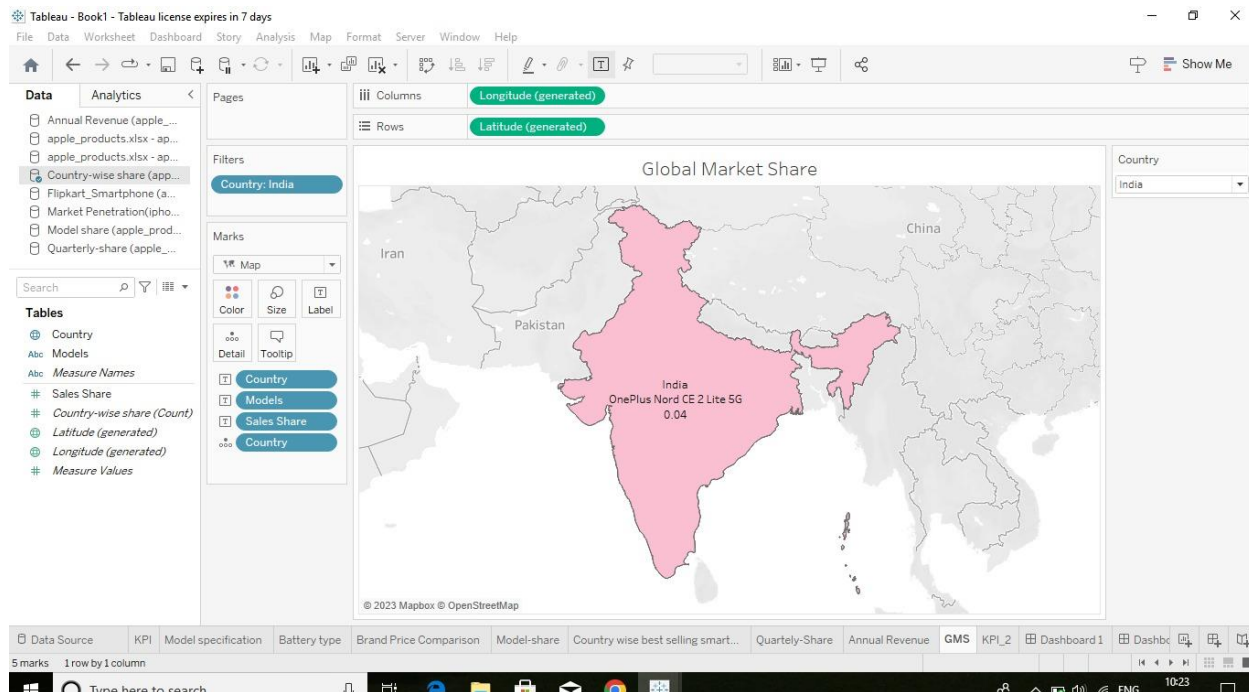 Tableau - Book1 - Tableau license expires in 7 days
File Data Worksheet Dashboard Story Analysis Map Format Server Window Help
Show Me
Data Analytics
Annual Revenue (apple_...
apple_products.xlsx - ap...
apple_products.xlsx - ap...
Country-wise share (app...
Flipkart_Smartphone (a...
Market Penetration(ipho...
Model share (apple_prod...
Quarterly-share (apple_...
Search
Tables
Country
Abc Models
Abc Measure Names
# Sales Share
# Country-wise share (Count)
Latitude (generated)
Longitude (generated)
# Measure Values
Pages
Filters
Country: India
Marks
Map
Color Size Label
Detail Tooltip
Country
Models
Sales Share
Country
Columns Longitude (generated)
Rows Latitude (generated)
Global Market Share
Iran
China
Pakistan
India
OnePlus Nord CE 2 Lite 5G
0.04
© 2023 Mapbox © OpenStreetMap
Country
India
Data Source KPI Model specification Battery type Brand Price Comparison Model-share Country wise best selling smart... Quartely-Share Annual Revenue GMS KPI_2 Dashboard 1 Dashbc
5 marks 1 row by 1 column
Type here to search
ENG
10:23